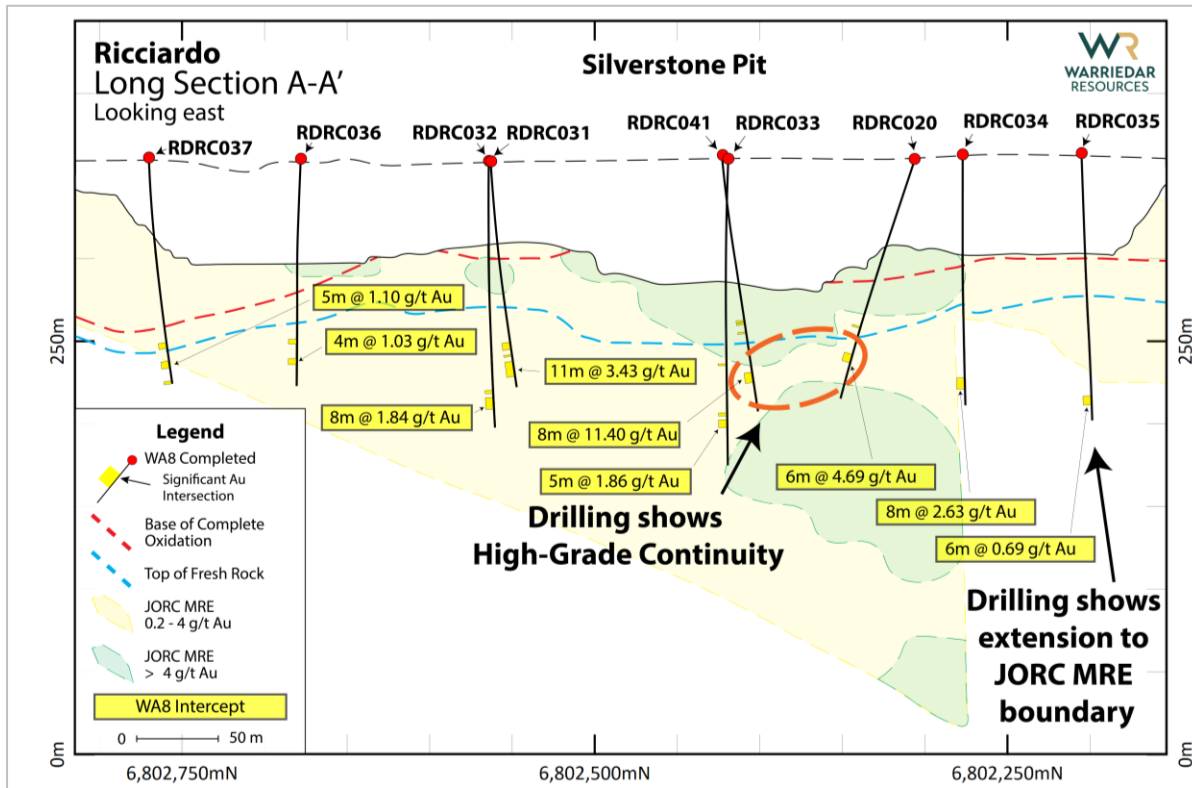 Ricciardo
Long Section A-A’
Looking east
Silverstone Pit
WR
WARRIEDAR
RESOURCES
RDRC037
RDRC036
RDRC032
RDRC031
RDRC041
RDRC033
RDRC020
RDRC034
RDRC035
250m
250m
5m @ 1.10 g/t Au
4m @ 1.03 g/t Au
11m @ 3.43 g/t Au
8m @ 1.84 g/t Au
8m @ 11.40 g/t Au
5m @ 1.86 g/t Au
6m @ 4.69 g/t Au
8m @ 2.63 g/t Au
6m @ 0.69 g/t Au
Drilling shows
High-Grade Continuity
Drilling shows
extension to
JORC MRE
boundary
Legend
WA8 Completed
Significant Au
Intersection
Base of Complete
Oxidation
Top of Fresh Rock
JORC MRE
0.2 - 4 g/t Au
JORC MRE
> 4 g/t Au
WA8 Intercept
0 50 m
0m
0m
6,802,750mN
6,802,500mN
6,802,250mN